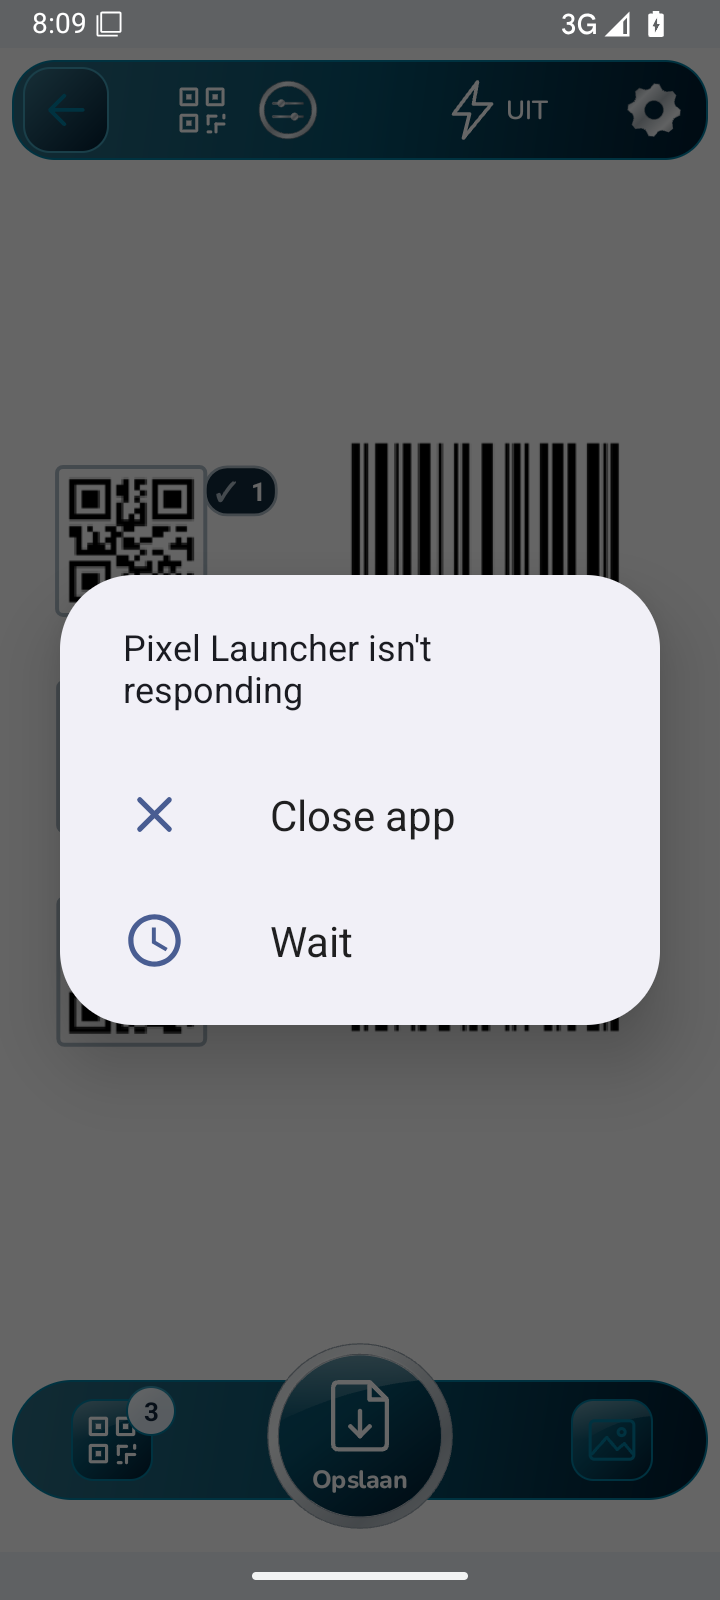 8:09
3G
UIT
1
Pixel Launcher isn't
responding
Close app
Wait
3
Opslaan